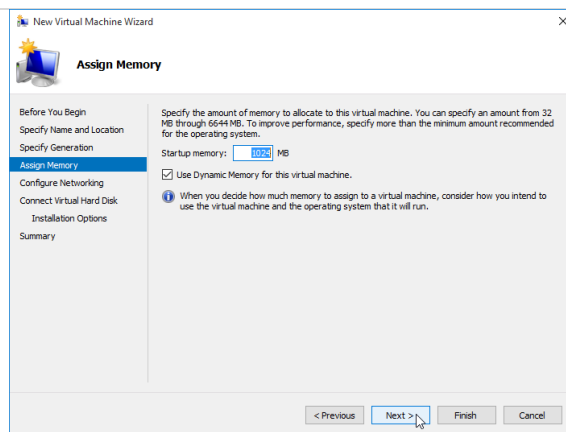 New Virtual Machine Wizard
Assign Memory
Before You Begin
Specify Name and Location
Specify Generation
Assign Memory
Configure Networking
Connect Virtual Hard Disk
Installation Options
Summary
Specify the amount of memory to allocate to this virtual machine. You can specify an amount from 32
MB through 6644 MB. To improve performance, specify more than the minimum amount recommended
for the operating system.
Startup memory: 1024 MB
Use Dynamic Memory for this virtual machine.
When you decide how much memory to assign to a virtual machine, consider how you intend to
use the virtual machine and the operating system that it will run.
< Previous Next > Finish Cancel